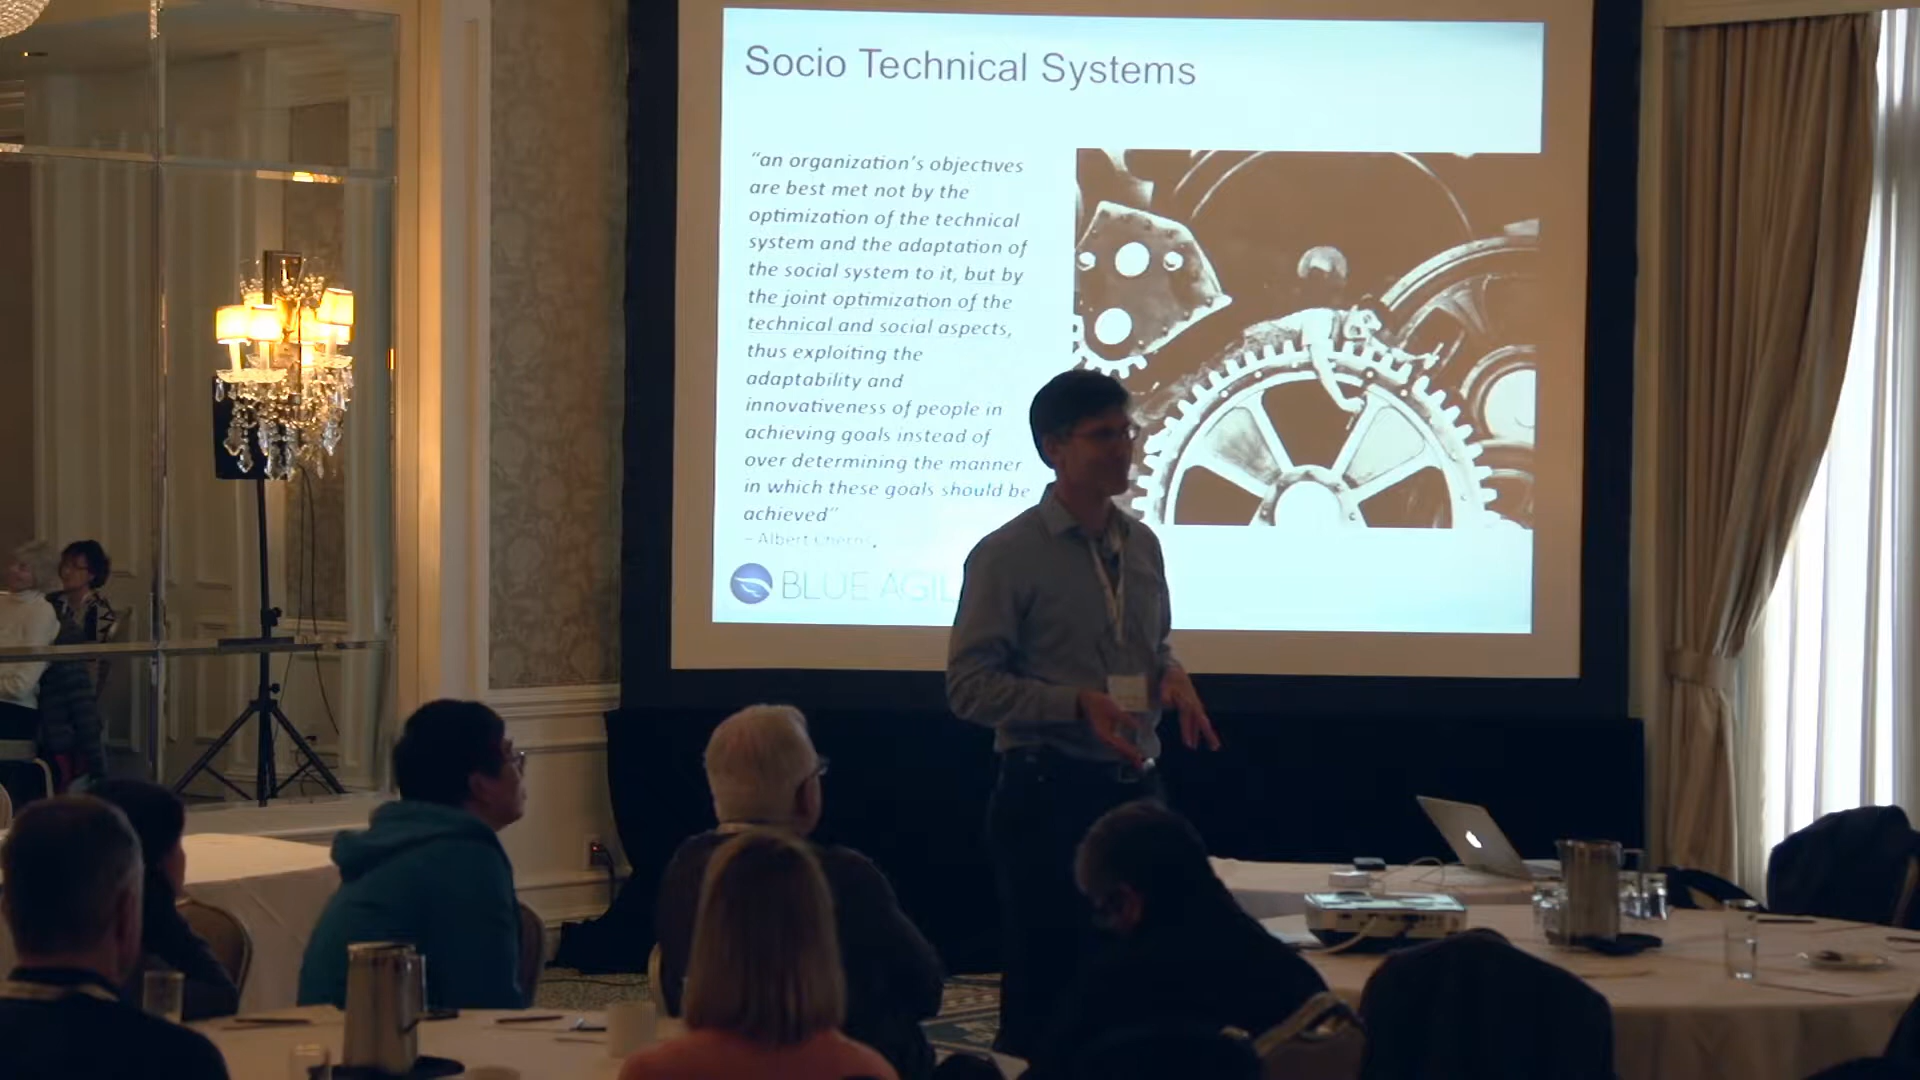 Socio Technical Systems
“an organization’s objectives
are best met not by the
optimization of the technical
system and the adaptation of
the social system to it, but by
the joint optimization of the
technical and social aspects,
thus exploiting the
adaptability and
innovativeness of people in
achieving goals instead of
over determining the manner
in which these goals should be
achieved”
– Albert Cherns,
BLUE AGIL